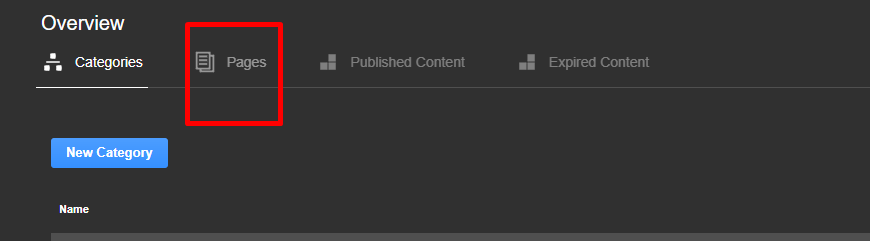 Overview
Categories Pages Published Content Expired Content
New Category
Name